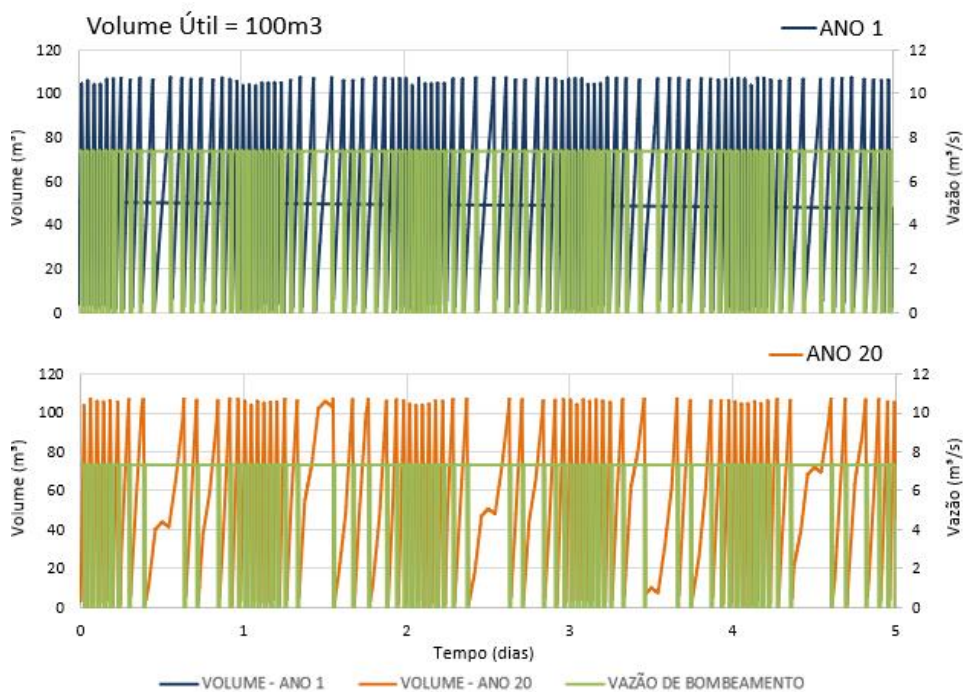 Volume Útil = 100m3
ANO 1
120
100
80
60
40
20
0
Volume (m³)
12
10
8
6
4
2
0
Vazão (m³/s)
ANO 20
120
100
80
60
40
20
0
Volume (m³)
12
10
8
6
4
2
0
Vazão (m³/s)
0 1 2 3 4 5
Tempo (dias)
VOLUME - ANO 1 VOLUME - ANO 20 VAZÃO DE BOMBEAMENTO